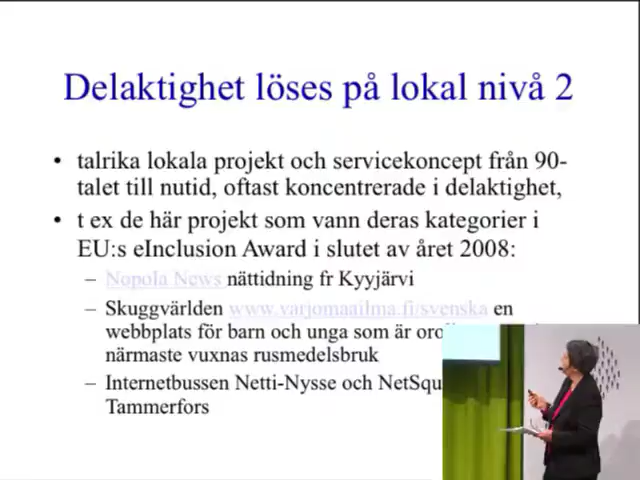 Delaktighet löses på lokal nivå 2
• talrika lokala projekt och servicekoncept från 90-
talet till nutid, oftast koncentrerade i delaktighet,
• t ex de här projekt som vann deras kategorier i
EU:s eInclusion Award i slutet av året 2008:
– Nopola News nättidning fr Kyyjärvi
– Skuggvärlden www.varjomaailma.fi/svenska en
webbplats för barn och unga som är
närmaste vuxnas rusmedelsbruk
– Internetbussen Netti-Nysse och
Tammerfors